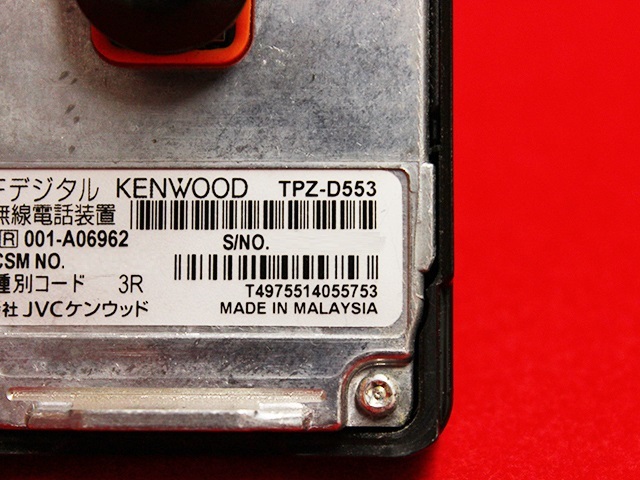 デジタル KENWOOD TPZ-D553
無線電話装置
R 001-A06962 S/NO.
CSM NO.
種別コード 3R
T4975514055753
社 JVCケンウッド MADE IN MALAYSIA